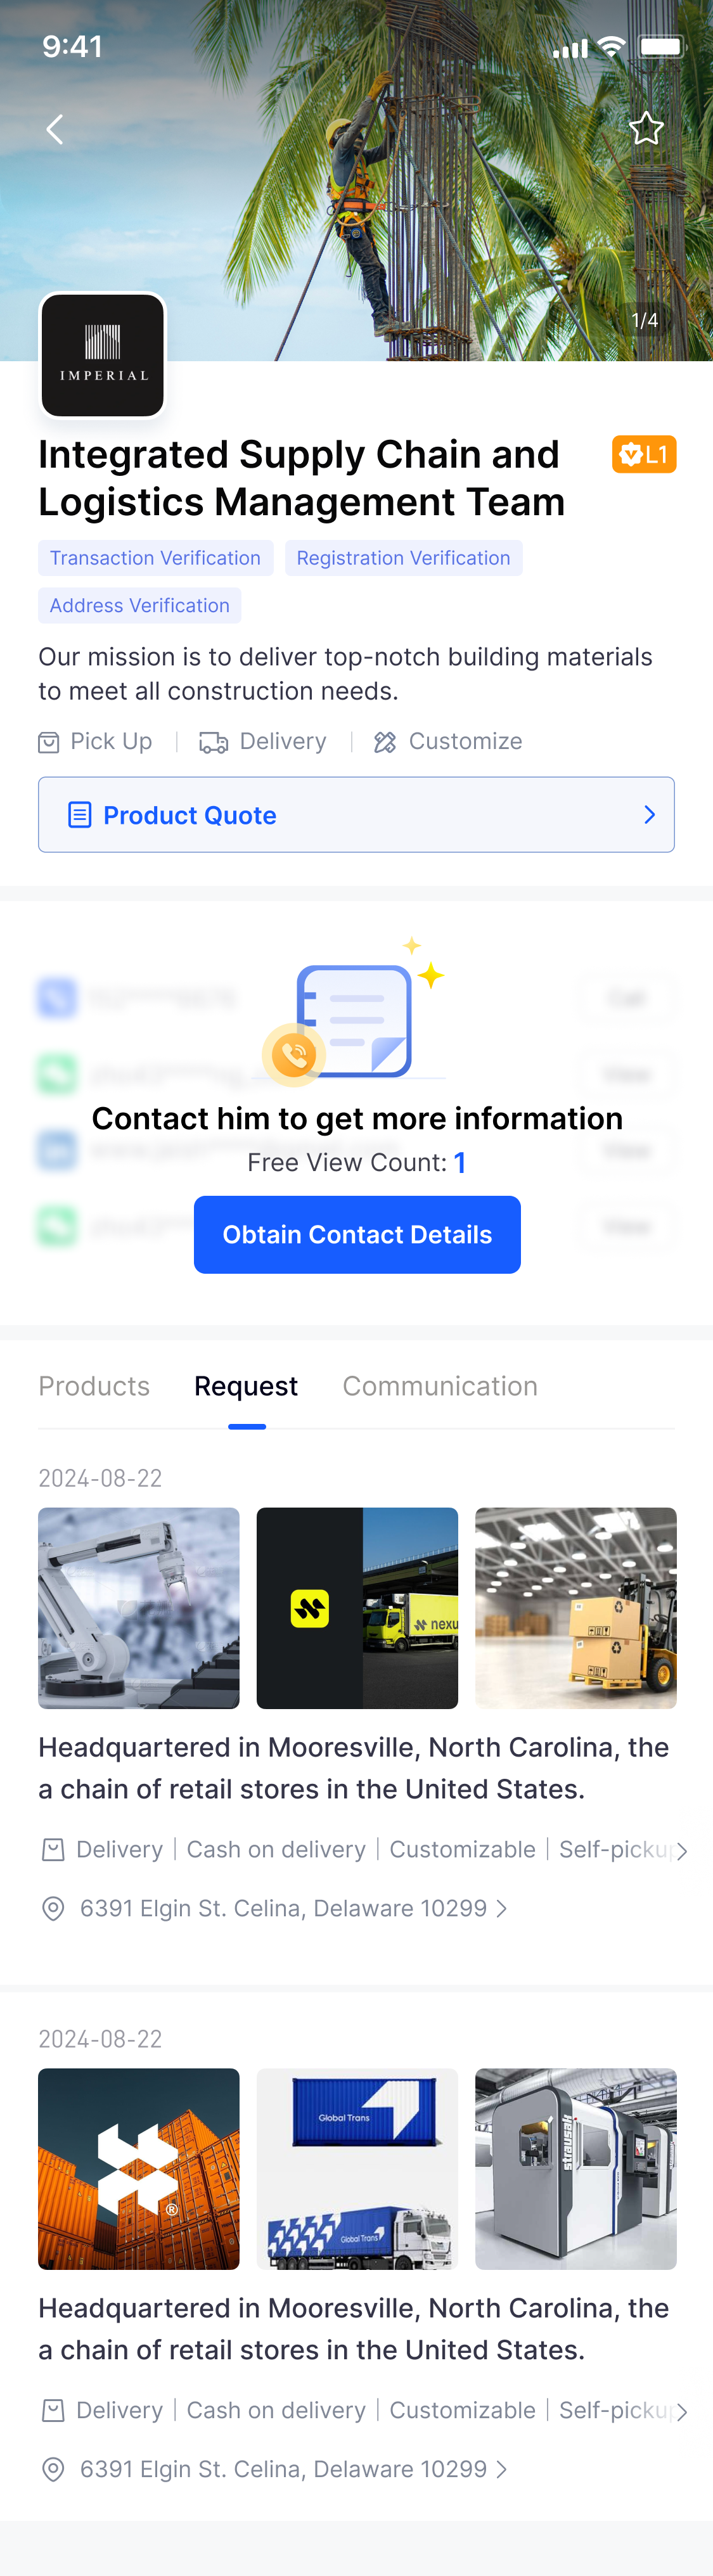 9:41
1/4
IMPERIAL
Integrated Supply Chain and
L1
Logistics Management Team
Transaction Verification
Registration Verification
Address Verification
Our mission is to deliver top-notch building materials
to meet all construction needs.
Pick Up
Delivery
Customize
Product Quote
Contact him to get more information
Free View Count: 1
Obtain Contact Details
Products
Request
Communication
2024-08-22
Headquartered in Mooresville, North Carolina, the
a chain of retail stores in the United States.
Delivery | Cash on delivery | Customizable | Self-pickup
6391 Elgin St. Celina, Delaware 10299
2024-08-22
®
Global Trans
Global Trans
strausak
Headquartered in Mooresville, North Carolina, the
a chain of retail stores in the United States.
Delivery | Cash on delivery | Customizable | Self-pickup
6391 Elgin St. Celina, Delaware 10299